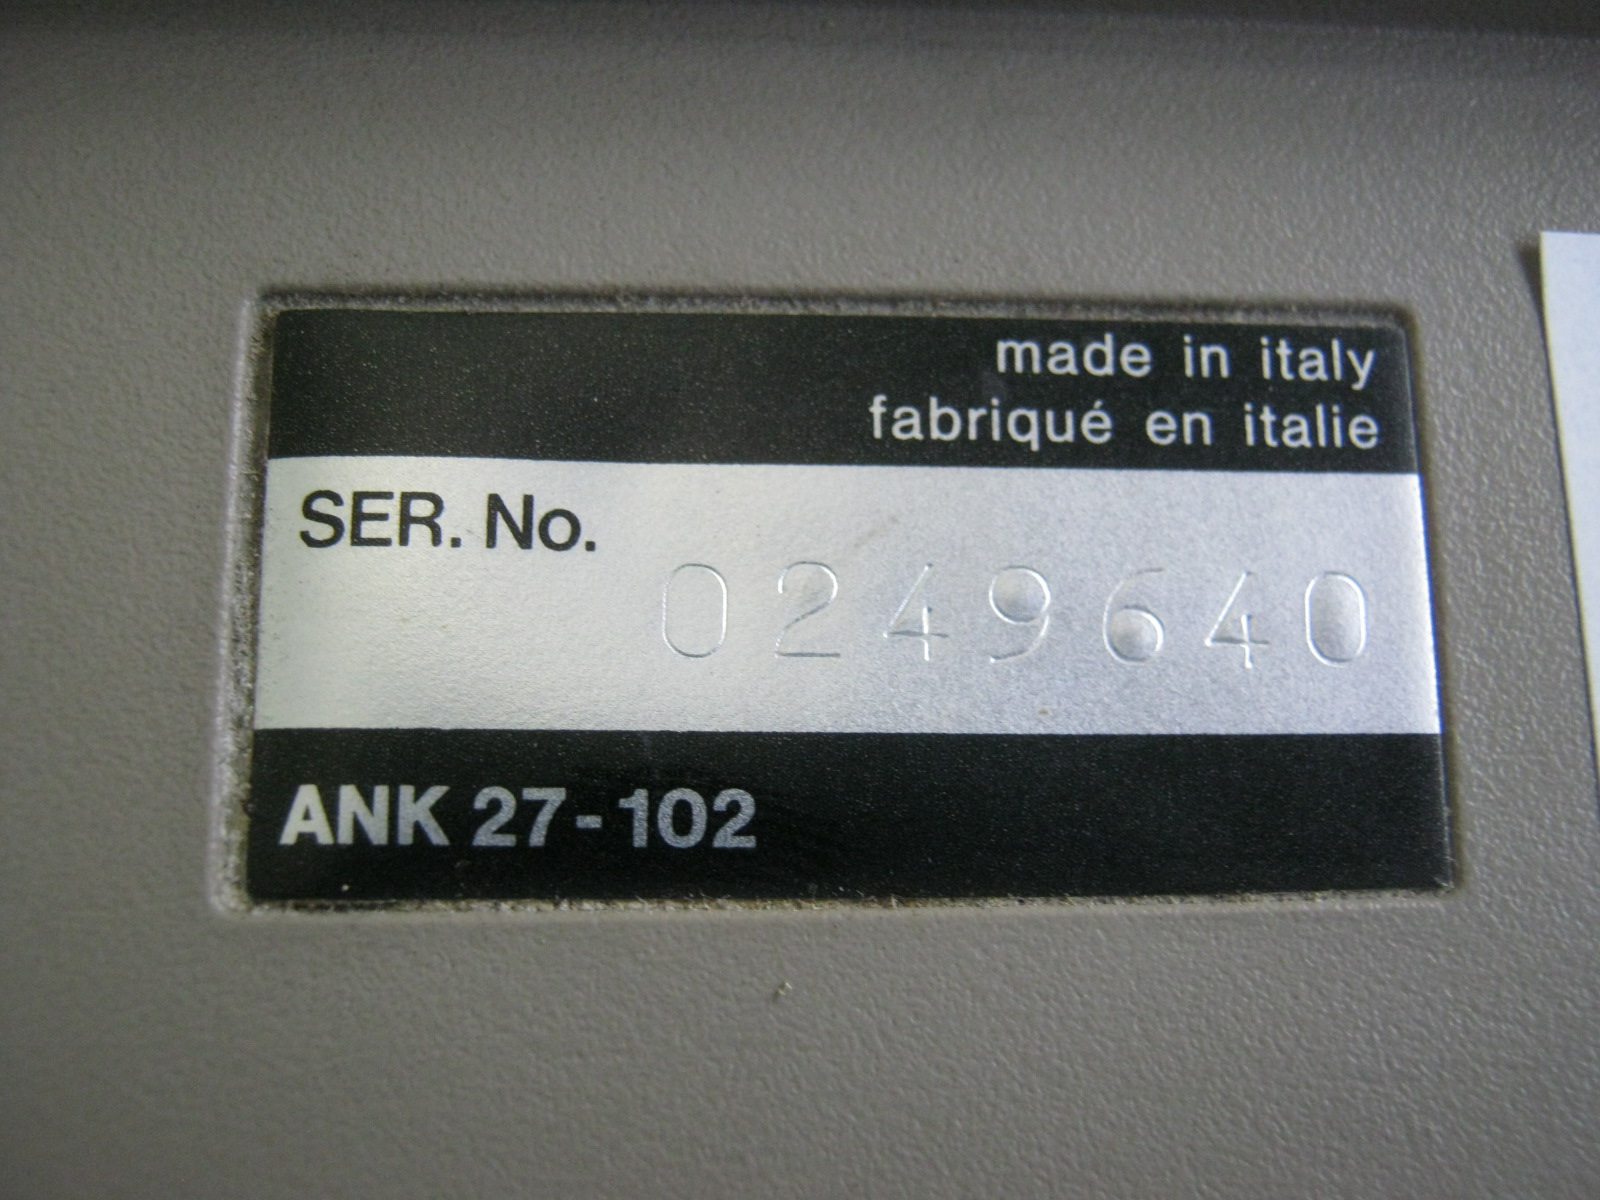 made in italy
fabriqué en italie
SER. No.
0249640
ANK 27-102